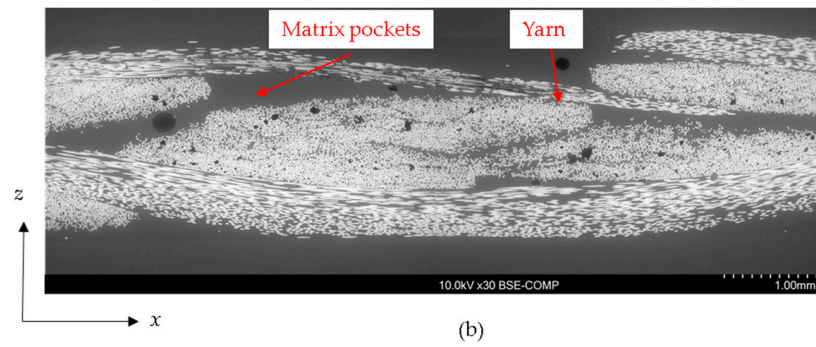 Matrix pockets
Yarn
z
10.0kV x30 BSE-COMP
1.00mm
x
(b)